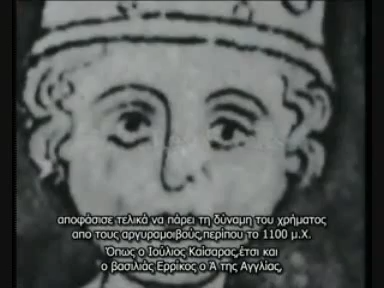 αποφάσισε τελικά να πάρει τη δύναμη του χρήματος
απο τους αργυραμοιβούς,περίπου το 1100 μ.Χ.
Όπως ο Ιούλιος Καίσαρας,έτσι και
ο βασιλιάς Ερρίκος ο Ά της Αγγλίας,